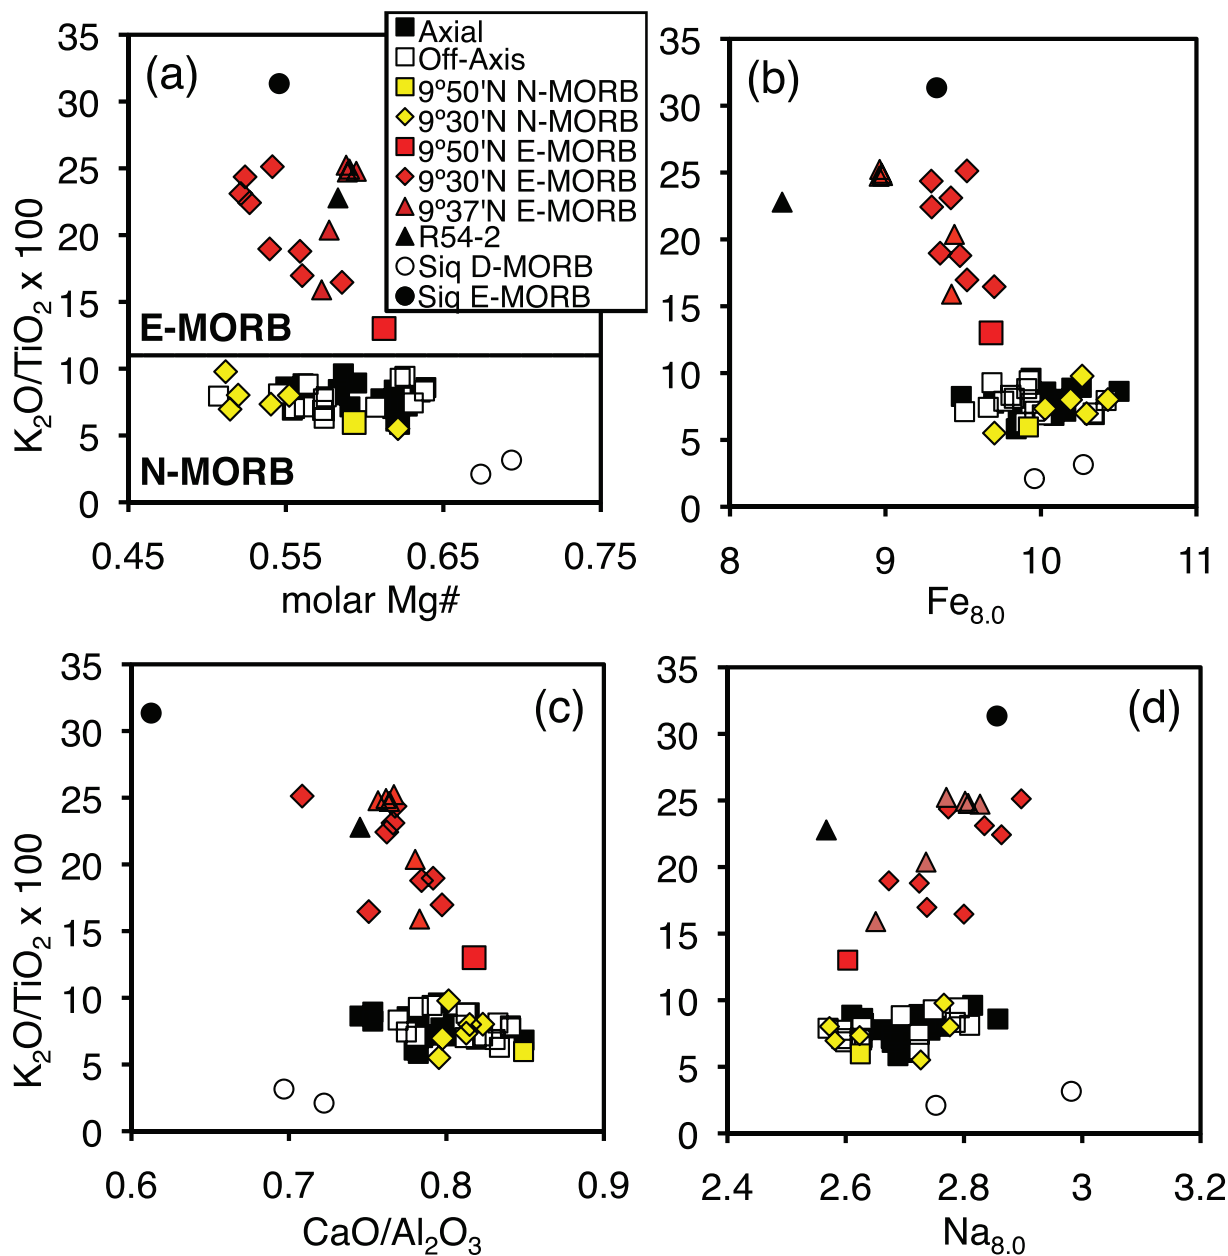 (a)
Axial
Off-Axis
9º50'N N-MORB
9º30'N N-MORB
9º50'N E-MORB
9º30'N E-MORB
9º37'N E-MORB
R54-2
Siq D-MORB
Siq E-MORB
E-MORB
N-MORB
35
30
25
20
15
10
5
0
K₂O/TiO₂ x 100
0.45 0.55 0.65 0.75
molar Mg#
(b)
35
30
25
20
15
10
5
0
8 9 10 11
Fe₈.₀
(c)
35
30
25
20
15
10
5
0
K₂O/TiO₂ x 100
0.6 0.7 0.8 0.9
CaO/Al₂O₃
(d)
35
30
25
20
15
10
5
0
2.4 2.6 2.8 3 3.2
Na₈.₀